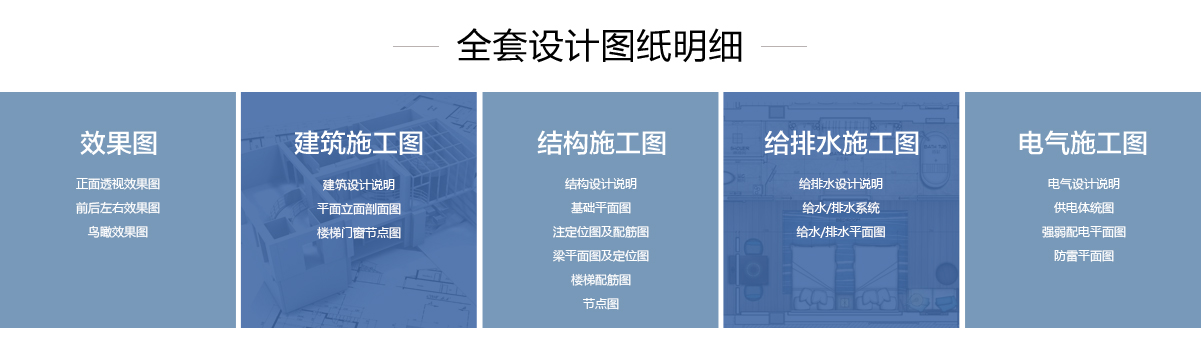 全套设计图纸明细
效果图
正面透视效果图
前后左右效果图
鸟瞰效果图
建筑施工图
建筑设计说明
平面立面剖面图
楼梯门窗节点图
结构施工图
结构设计说明
基础平面图
注定位图及配筋图
梁平面图及定位图
楼梯配筋图
节点图
给排水施工图
给排水设计说明
给水/排水系统
给水/排水平面图
电气施工图
电气设计说明
供电体统图
强弱配电平面图
防雷平面图